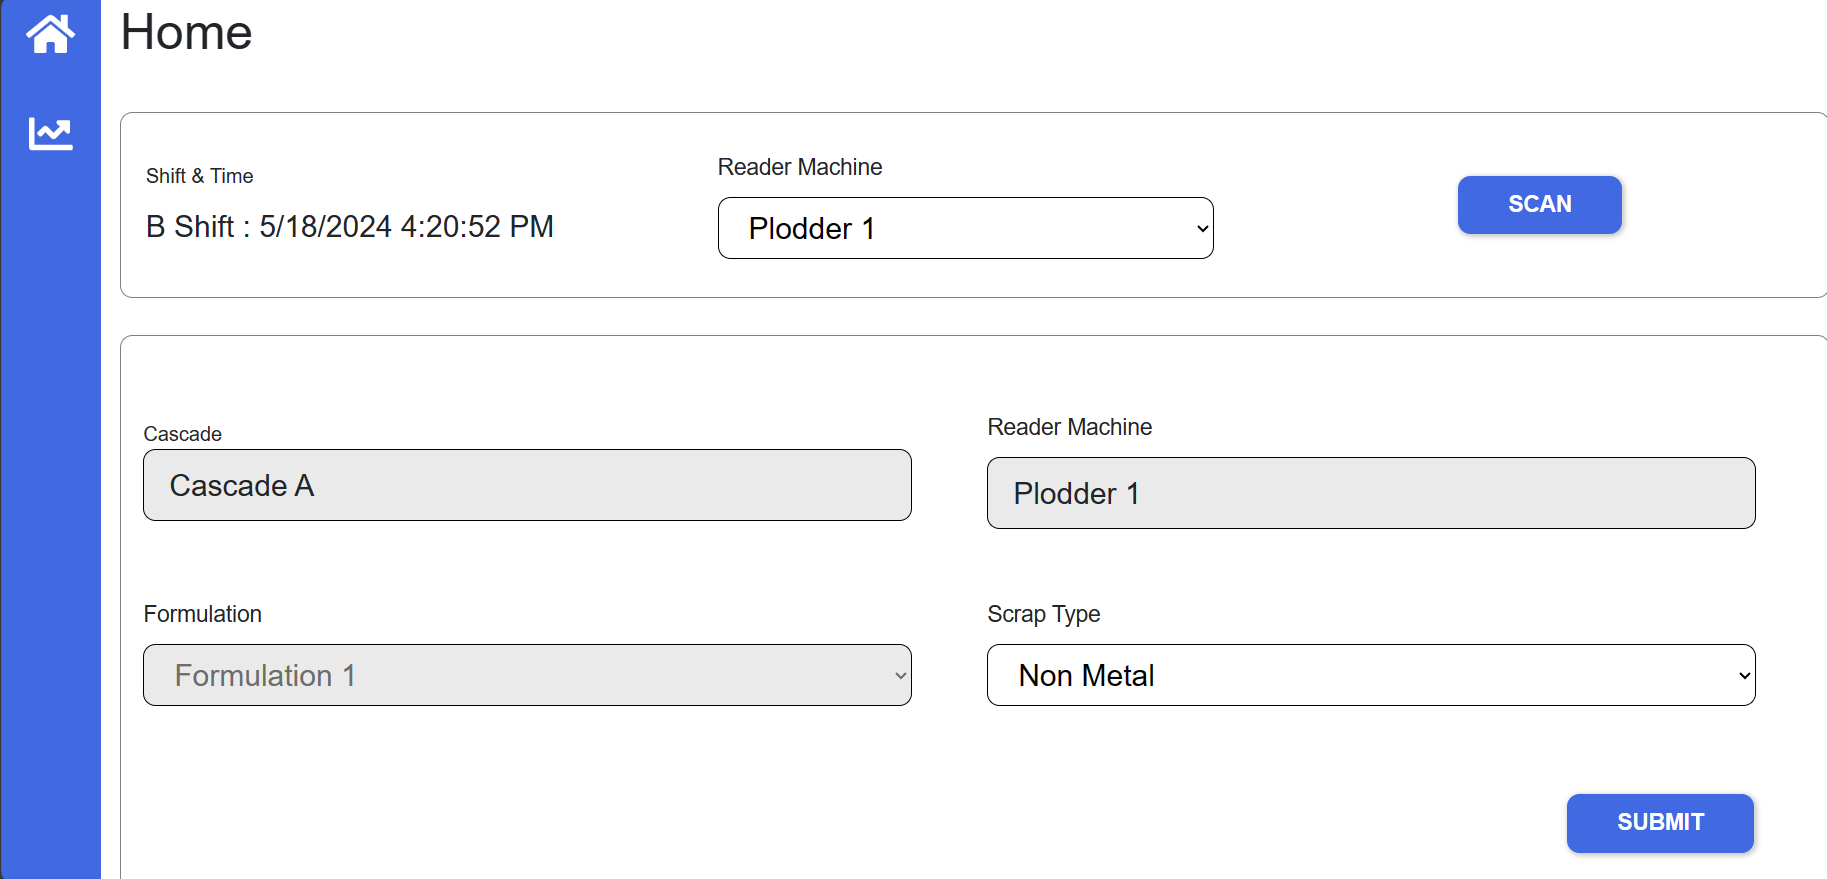 Home
Shift & Time
B Shift : 5/18/2024 4:20:52 PM
Reader Machine
Plodder 1
SCAN
Cascade
Cascade A
Reader Machine
Plodder 1
Formulation
Formulation 1
Scrap Type
Non Metal
SUBMIT